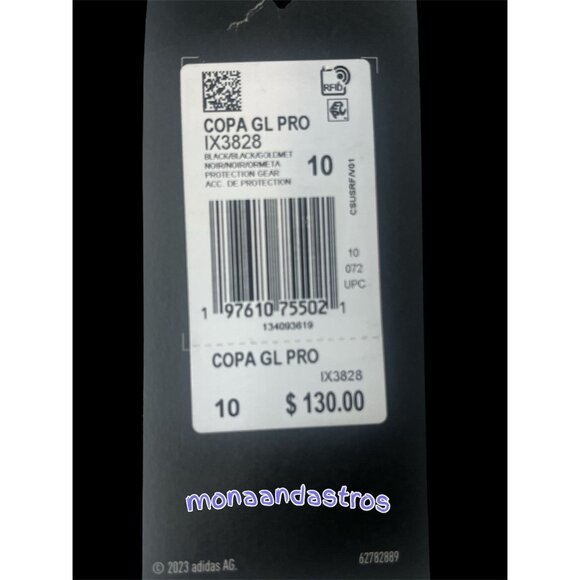 RFID
COPA GL PRO
IX3828
BLACK/BLACK/GOLDMET
NOIR/NOIR/ORMETA
PROTECTION GEAR
ACC. DE PROTECTION
10
CSUSRF/V01
10
072
UPC
1 97610 75502 1
134093619
COPA GL PRO
IX3828
10 $ 130.00
monaandastros
© 2023 adidas AG.
62782889